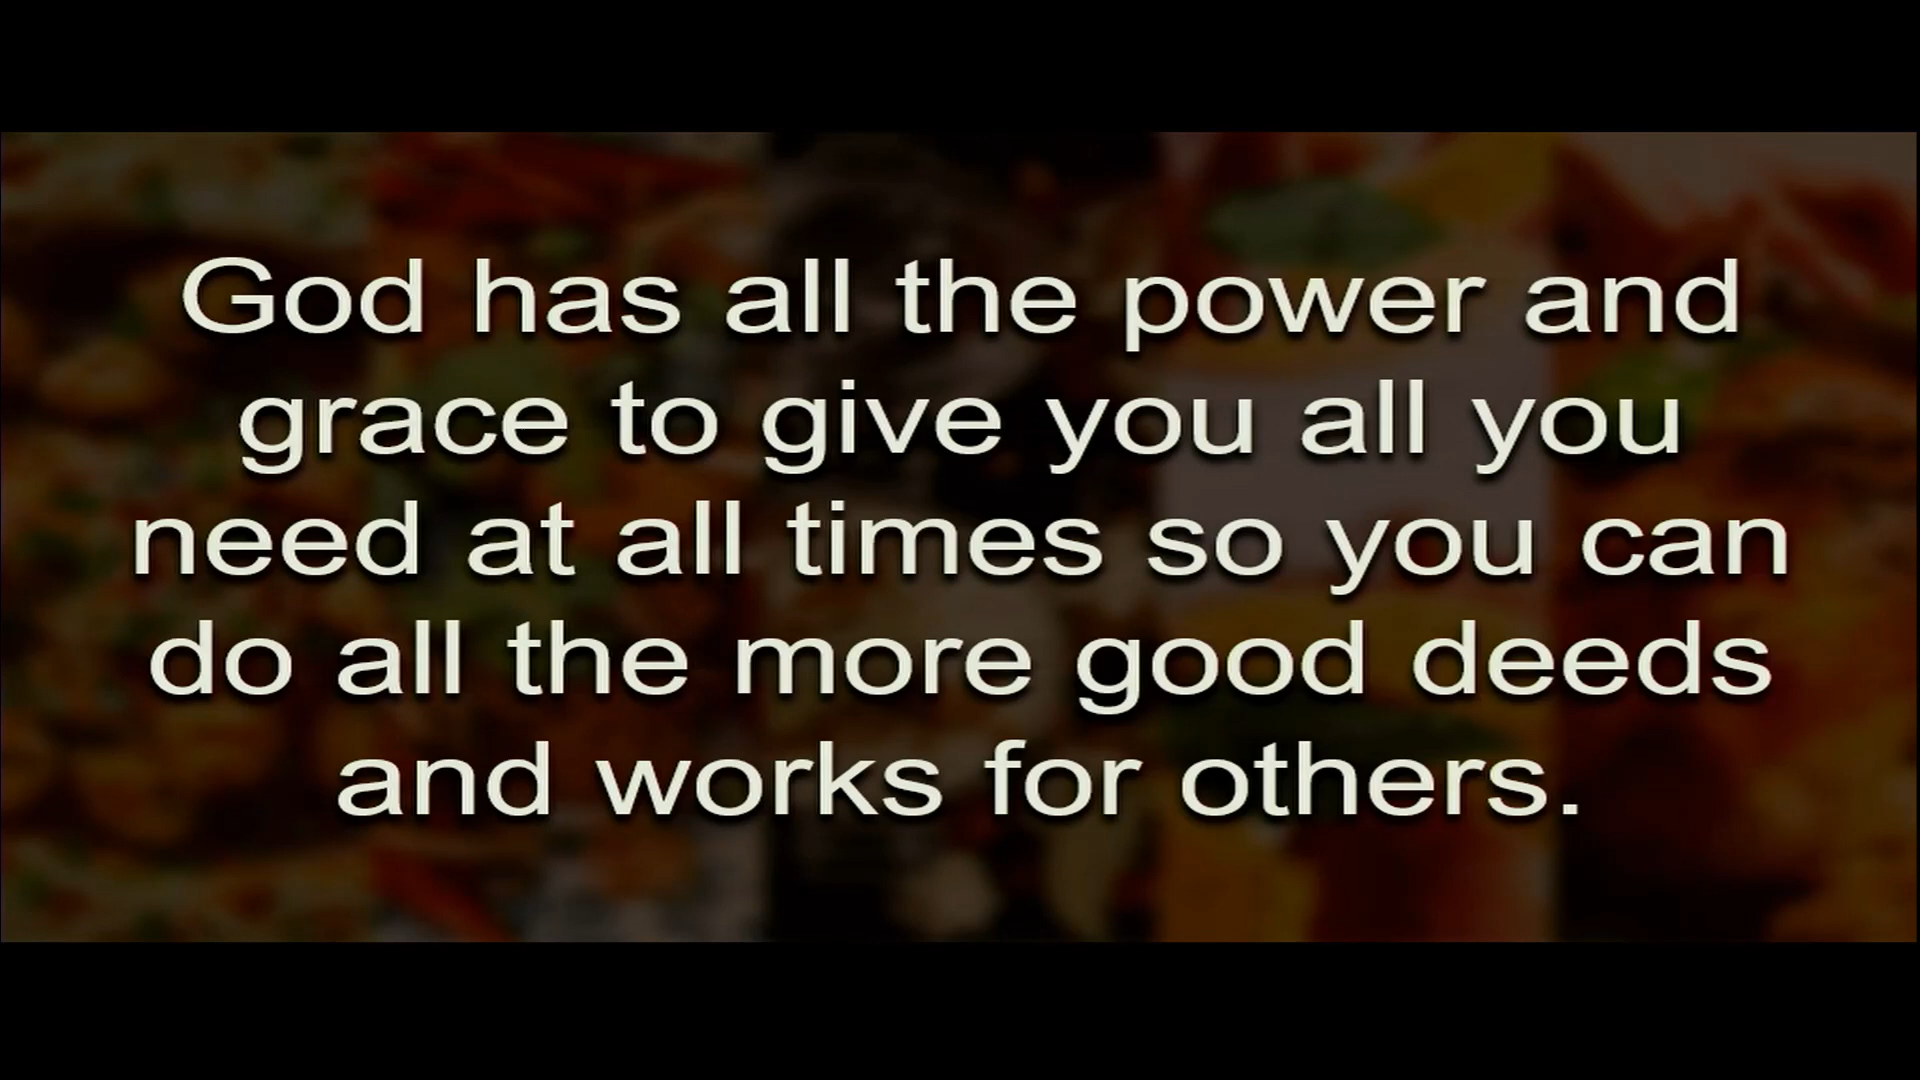 God has all the power and
grace to give you all you
need at all times so you can
do all the more good deeds
and works for others.